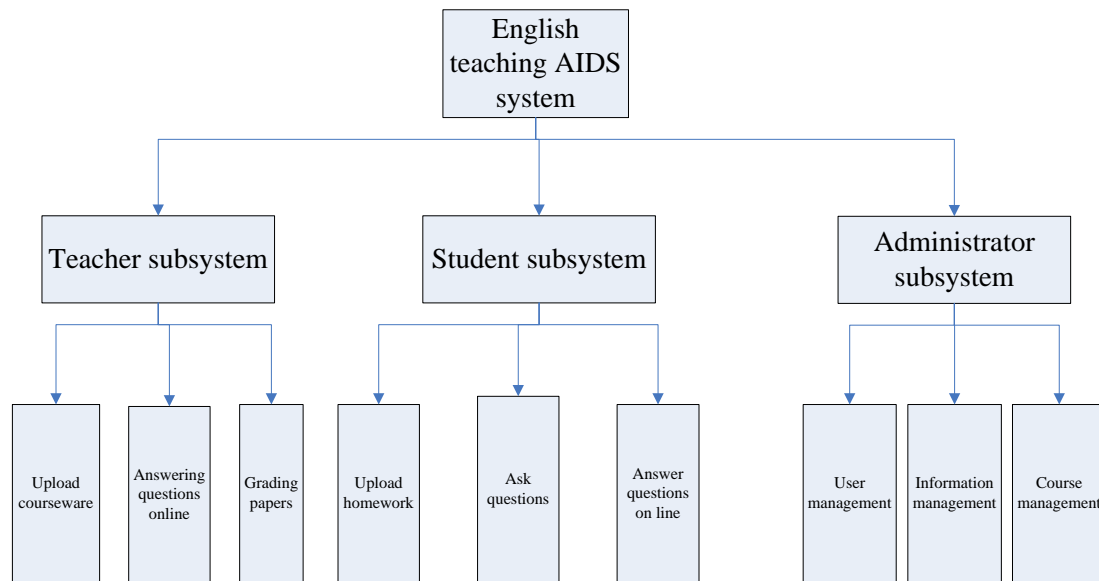 English
teaching AIDS
system
Teacher subsystem
Student subsystem
Administrator
subsystem
Upload
courseware
Answering
questions
online
Grading
papers
Upload
homework
Ask
questions
Answer
questions
on line
User
management
Information
management
Course
management